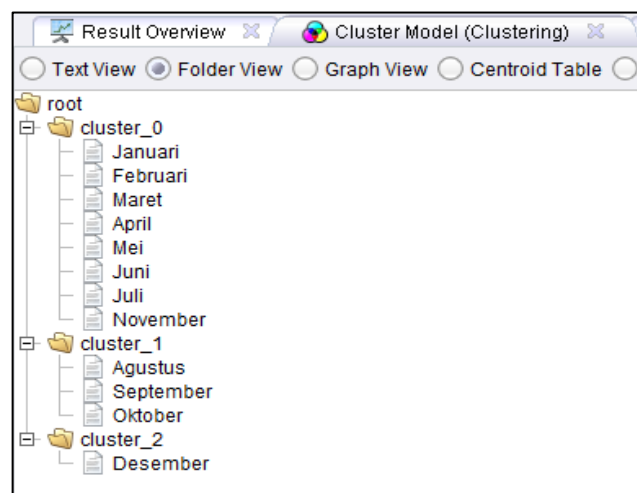 Result Overview Cluster Model (Clustering)
Text View Folder View Graph View Centroid Table
root
cluster_0
Januari
Februari
Maret
April
Mei
Juni
Juli
November
cluster_1
Agustus
September
Oktober
cluster_2
Desember